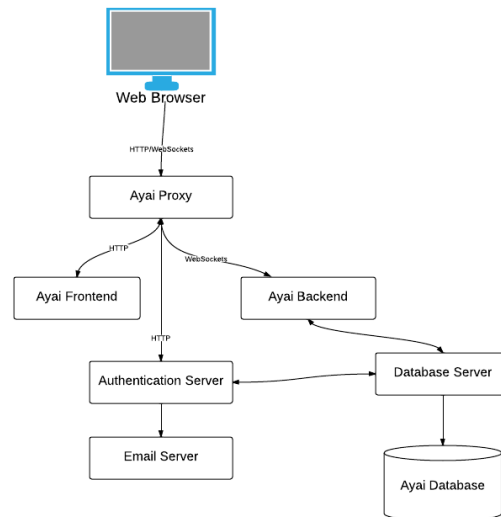 Web Browser
HTTP/WebSockets
Ayai Proxy
HTTP
WebSockets
Ayai Frontend
Ayai Backend
HTTP
Authentication Server
Database Server
Email Server
Ayai Database